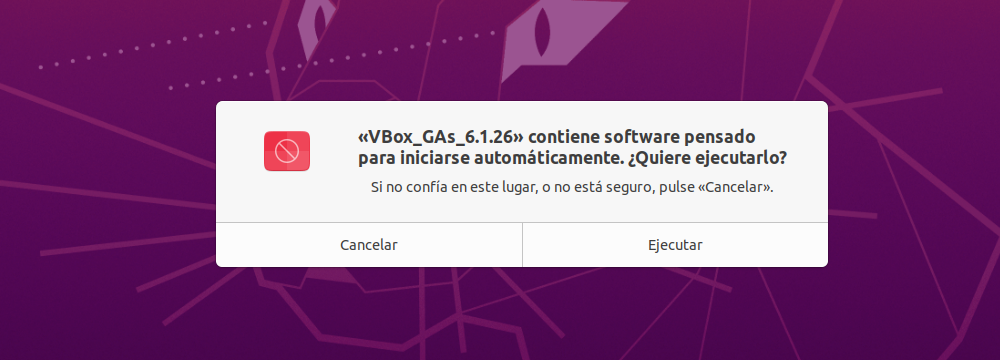 «VBox_GAs_6.1.26» contiene software pensado
para iniciarse automáticamente. ¿Quiere ejecutarlo?
Si no confía en este lugar, o no está seguro, pulse «Cancelar».
Cancelar
Ejecutar